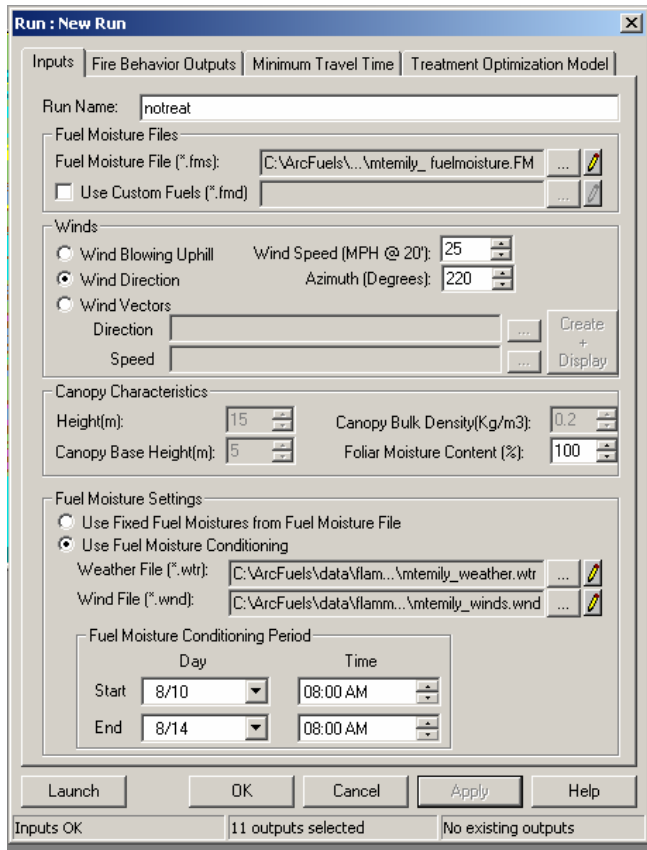 Run : New Run
Inputs Fire Behavior Outputs Minimum Travel Time Treatment Optimization Model
Run Name: notreat
Fuel Moisture Files
Fuel Moisture File (*.fms): C:\ArcFuels\...\mtemily_ fuelmoisture.FM ...
Use Custom Fuels (*.fmd) ...
Winds
Wind Blowing Uphill Wind Speed (MPH @ 20'): 25
Wind Direction Azimuth (Degrees): 220
Wind Vectors
Direction ... Create
+
Speed ... Display
Canopy Characteristics
Height(m): 15 Canopy Bulk Density(Kg/m3): 0.2
Canopy Base Height(m): 5 Foliar Moisture Content (%): 100
Fuel Moisture Settings
Use Fixed Fuel Moistures from Fuel Moisture File
Use Fuel Moisture Conditioning
Weather File (*.wtr): C:\ArcFuels\data\flam...\mtemily_weather.wtr ...
Wind File (*.wnd): C:\ArcFuels\data\flamm...\mtemily_winds.wnd ...
Fuel Moisture Conditioning Period
Day Time
Start 8/10 08:00 AM
End 8/14 08:00 AM
Launch OK Cancel Apply Help
Inputs OK 11 outputs selected No existing outputs